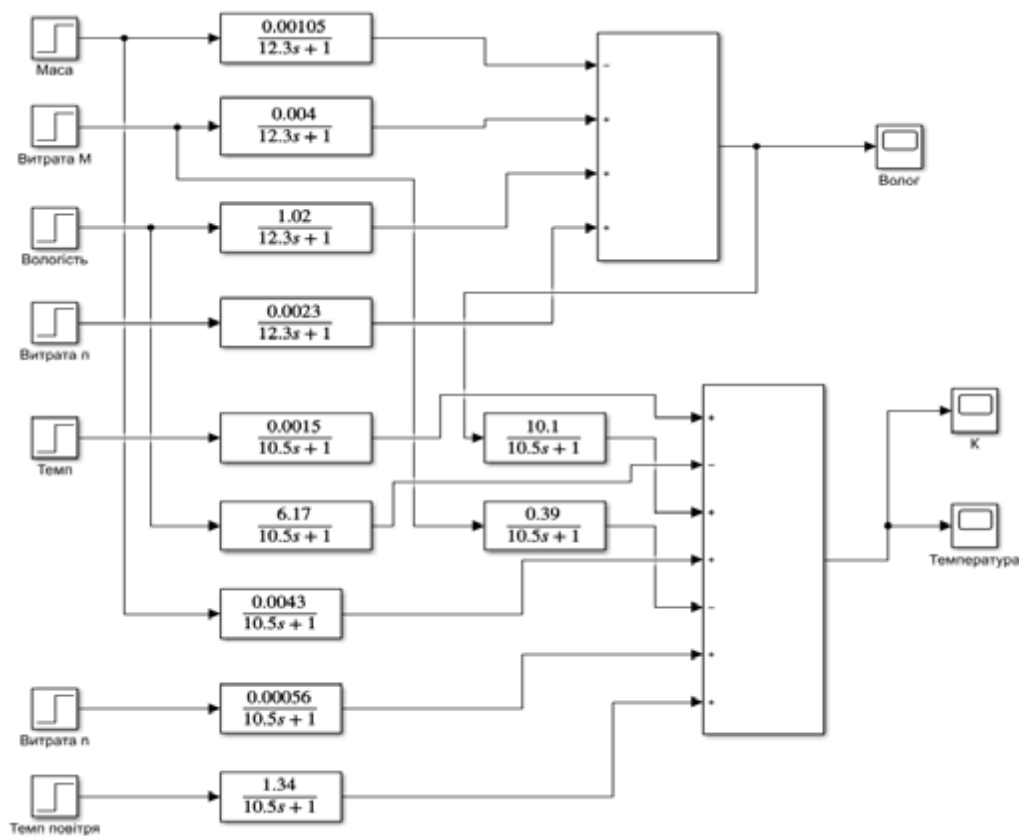 Маса
0.00105
12.3s + 1
Витрата М
0.004
12.3s + 1
Вологість
1.02
12.3s + 1
Витрата п
0.0023
12.3s + 1
−
+
+
+
Волог
Темп
0.0015
10.5s + 1
10.1
10.5s + 1
6.17
10.5s + 1
0.39
10.5s + 1
0.0043
10.5s + 1
+
−
+
+
−
+
+
К
Температура
Витрата п
0.00056
10.5s + 1
Темп повітря
1.34
10.5s + 1